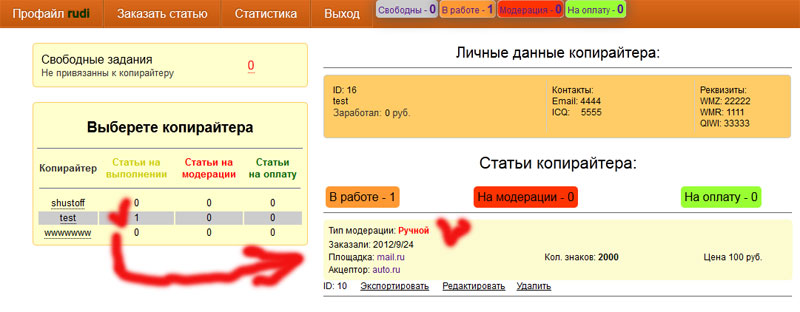 Профайл rudi Заказать статью Статистика Выход Свободны - 0 В работе - 1 Модерация - 0 На оплату - 0
Свободные задания
Не привязанны к копирайтеру
0
Выберете копирайтера
Копирайтер Статьи на выполнении Статьи на модерации Статьи на оплату
shustoff 0 0 0
test 1 0 0
wwwwwww 0 0 0
Личные данные копирайтера:
ID: 16
test
Заработал: 0 руб.
Контакты:
Email: 4444
ICQ: 5555
Реквизиты:
WMZ: 22222
WMR: 1111
QIWI: 33333
Статьи копирайтера:
В работе - 1 На модерации - 0 На оплату - 0
Тип модерации: Ручной
Заказали: 2012/9/24
Площадка: mail.ru Кол. знаков: 2000 Цена 100 руб.
Акцептор: auto.ru
ID: 10 Экспортировать Редактировать Удалить